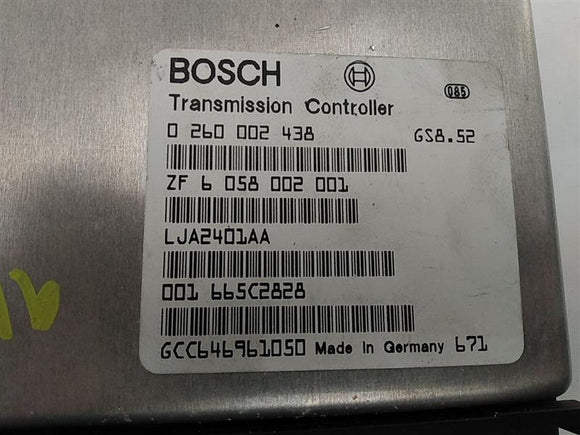 BOSCH
085
Transmission Controller
0 260 002 438 GS8.52
ZF 6 058 002 001
LJA2401AA
001 665C2828
GCC646961050 Made in Germany 671